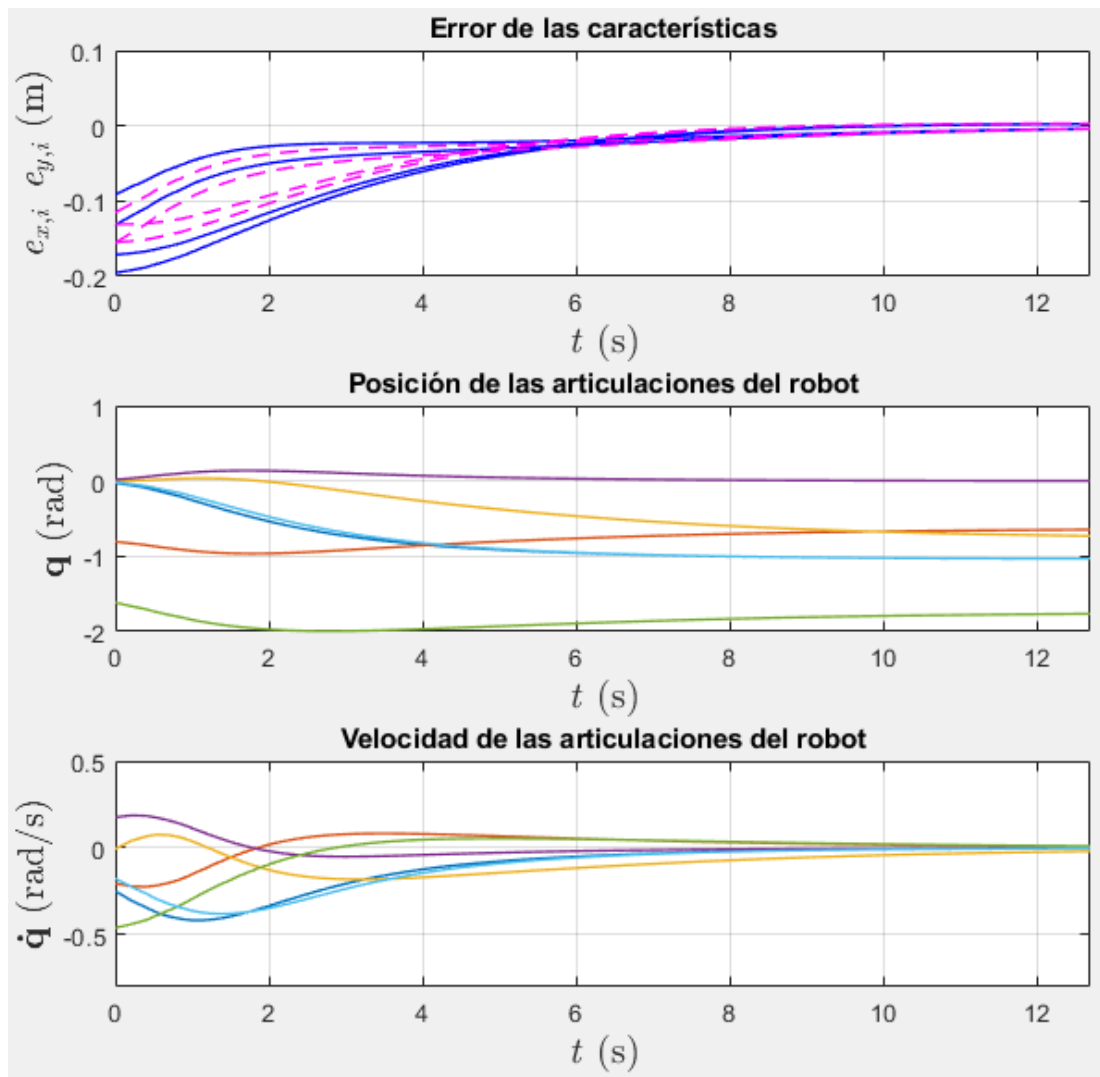 Error de las características
0.1
0
-0.1
-0.2
e_{x,i} e_{y,i} (m)
0 2 4 6 8 10 12
t (s)
Posición de las articulaciones del robot
1
0
-1
-2
q (rad)
0 2 4 6 8 10 12
t (s)
Velocidad de las articulaciones del robot
0.5
0
-0.5
q̇ (rad/s)
0 2 4 6 8 10 12
t (s)